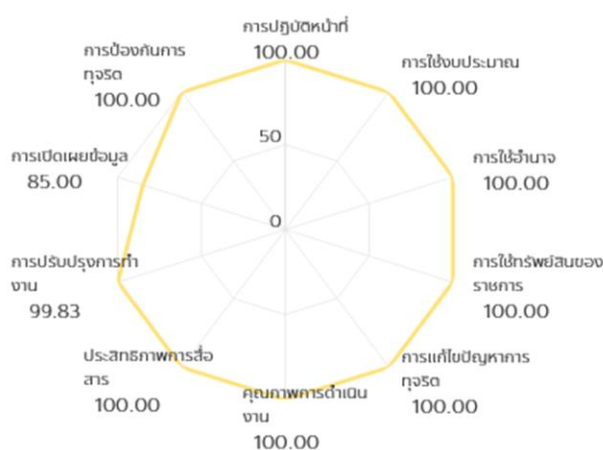 การปฏิบัติหน้าที่
100.00
การใช้งบประมาณ
100.00
การใช้อำนาจ
100.00
การใช้ทรัพย์สินของ
ราชการ
100.00
การแก้ไขปัญหาการ
ทุจริต
100.00
คุณภาพการดำเนิน
งาน
100.00
ประสิทธิภาพการสื่อ
สาร
100.00
การปรับปรุงการทำ
งาน
99.83
การเปิดเผยข้อมูล
85.00
การป้องกันการ
ทุจริต
100.00
50
0